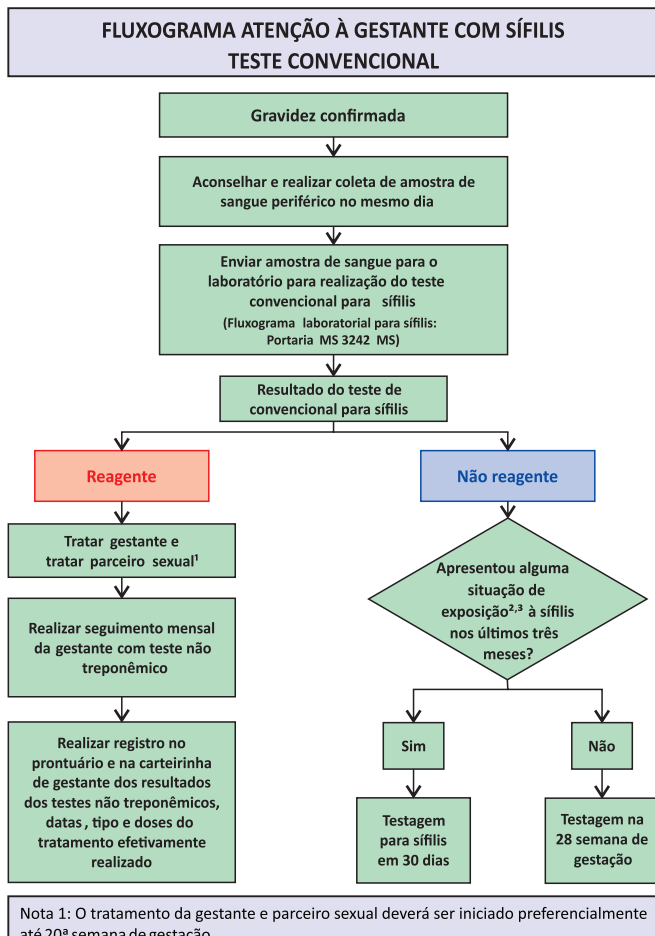 FLUXOGRAMA ATENÇÃO À GESTANTE COM SÍFILIS
TESTE CONVENCIONAL
Gravidez confirmada
Aconselhar e realizar coleta de amostra de
sangue periférico no mesmo dia
Enviar amostra de sangue para o
laboratório para realização do teste
convencional para sífilis
(Fluxograma laboratorial para sífilis:
Portaria MS 3242 MS)
Resultado do teste de
convencional para sífilis
Reagente
Tratar gestante e
tratar parceiro sexual¹
Realizar seguimento mensal
da gestante com teste não
treponêmico
Realizar registro no
prontuário e na carteirinha
de gestante dos resultados
dos testes não treponêmicos,
datas, tipo e doses do
tratamento efetivamente
realizado
Não reagente
Apresentou alguma
situação de
exposição²,³ à sífilis
nos últimos três
meses?
Sim
Testagem
para sífilis
em 30 dias
Não
Testagem na
28 semana de
gestação
Nota 1: O tratamento da gestante e parceiro sexual deverá ser iniciado preferencialmente
até 20ª semana de gestação